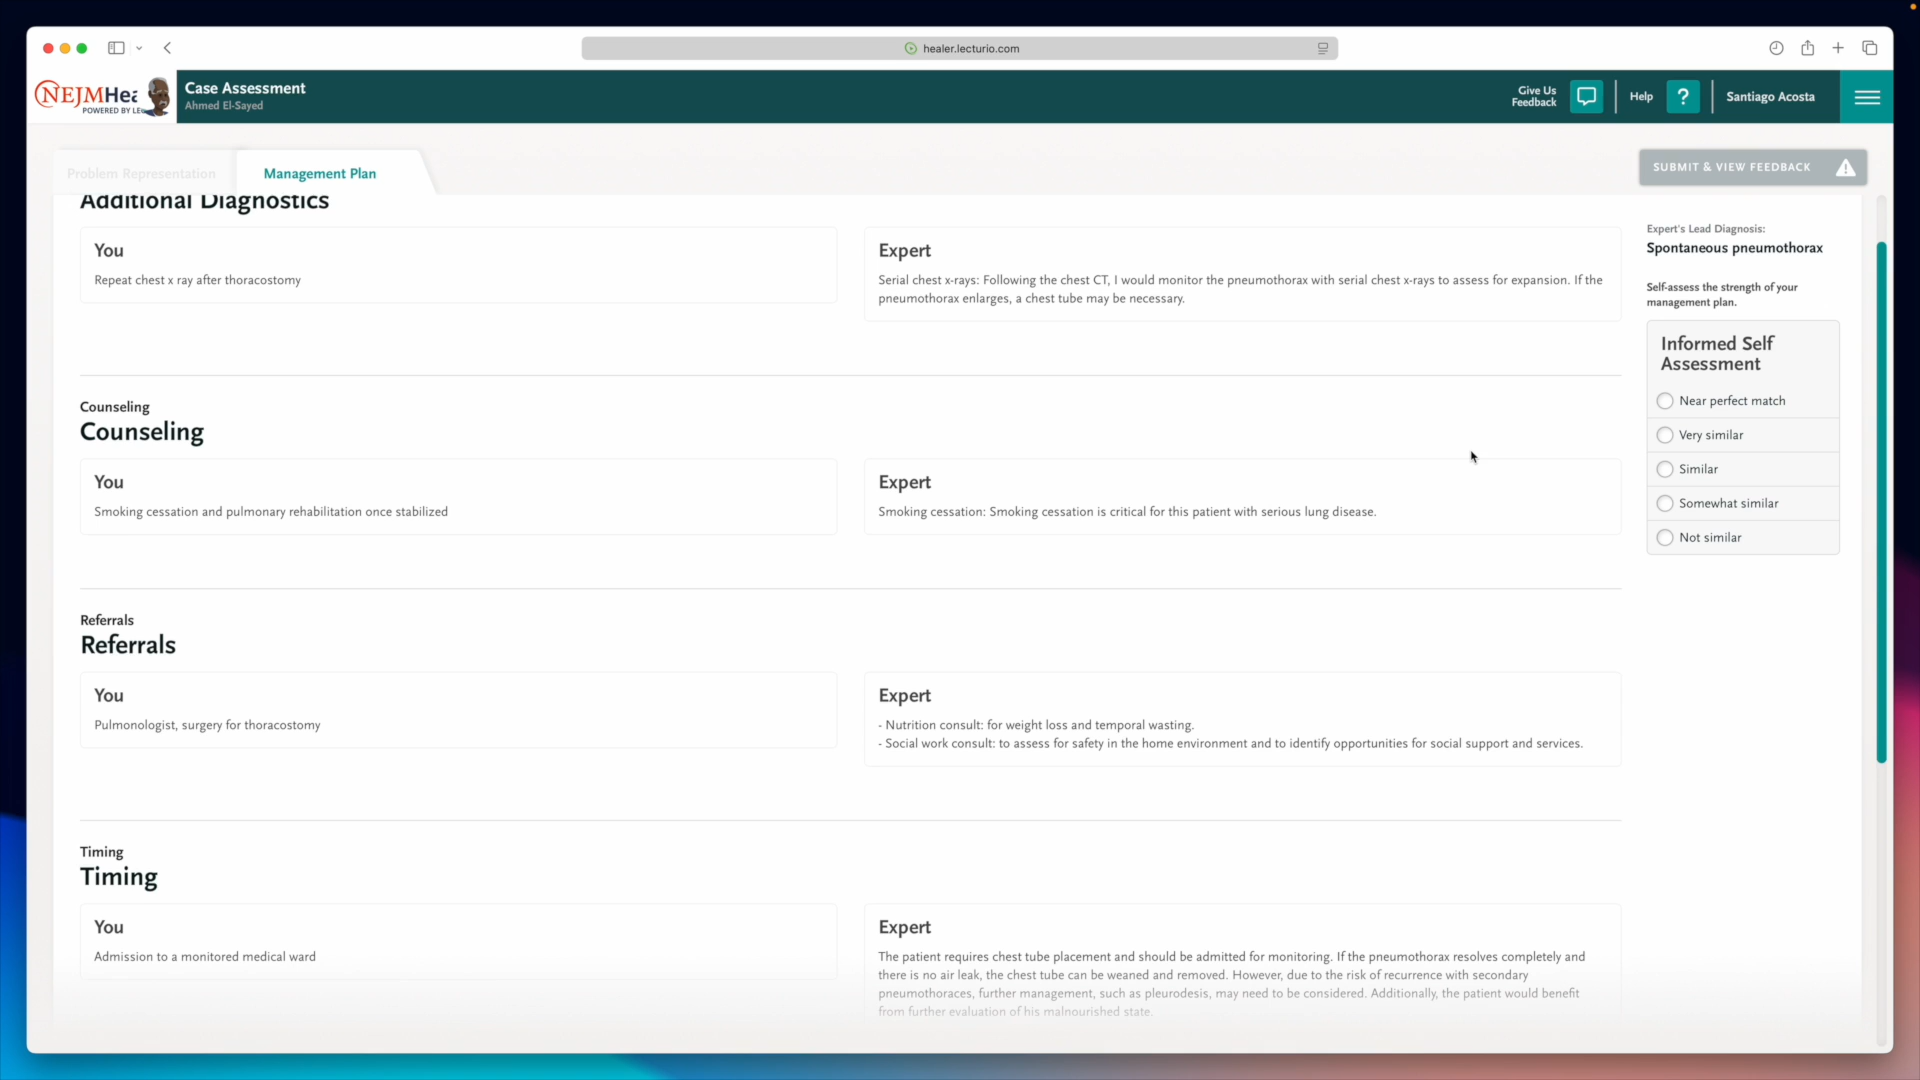 healer.lecturio.com
NEJMHea
POWERED BY LE
Case Assessment
Ahmed El-Sayed
Give Us
Feedback
Help
?
Santiago Acosta
Problem Representation
Management Plan
SUBMIT & VIEW FEEDBACK
Additional Diagnostics
You
Repeat chest x ray after thoracostomy
Expert
Serial chest x-rays: Following the chest CT, I would monitor the pneumothorax with serial chest x-rays to assess for expansion. If the
pneumothorax enlarges, a chest tube may be necessary.
Counseling
Counseling
You
Smoking cessation and pulmonary rehabilitation once stabilized
Expert
Smoking cessation: Smoking cessation is critical for this patient with serious lung disease.
Referrals
Referrals
You
Pulmonologist, surgery for thoracostomy
Expert
- Nutrition consult: for weight loss and temporal wasting.
- Social work consult: to assess for safety in the home environment and to identify opportunities for social support and services.
Timing
Timing
You
Admission to a monitored medical ward
Expert
The patient requires chest tube placement and should be admitted for monitoring. If the pneumothorax resolves completely and
there is no air leak, the chest tube can be weaned and removed. However, due to the risk of recurrence with secondary
pneumothoraces, further management, such as pleurodesis, may need to be considered. Additionally, the patient would benefit
from further evaluation of his malnourished state.
Expert's Lead Diagnosis:
Spontaneous pneumothorax
Self-assess the strength of your
management plan.
Informed Self
Assessment
Near perfect match
Very similar
Similar
Somewhat similar
Not similar